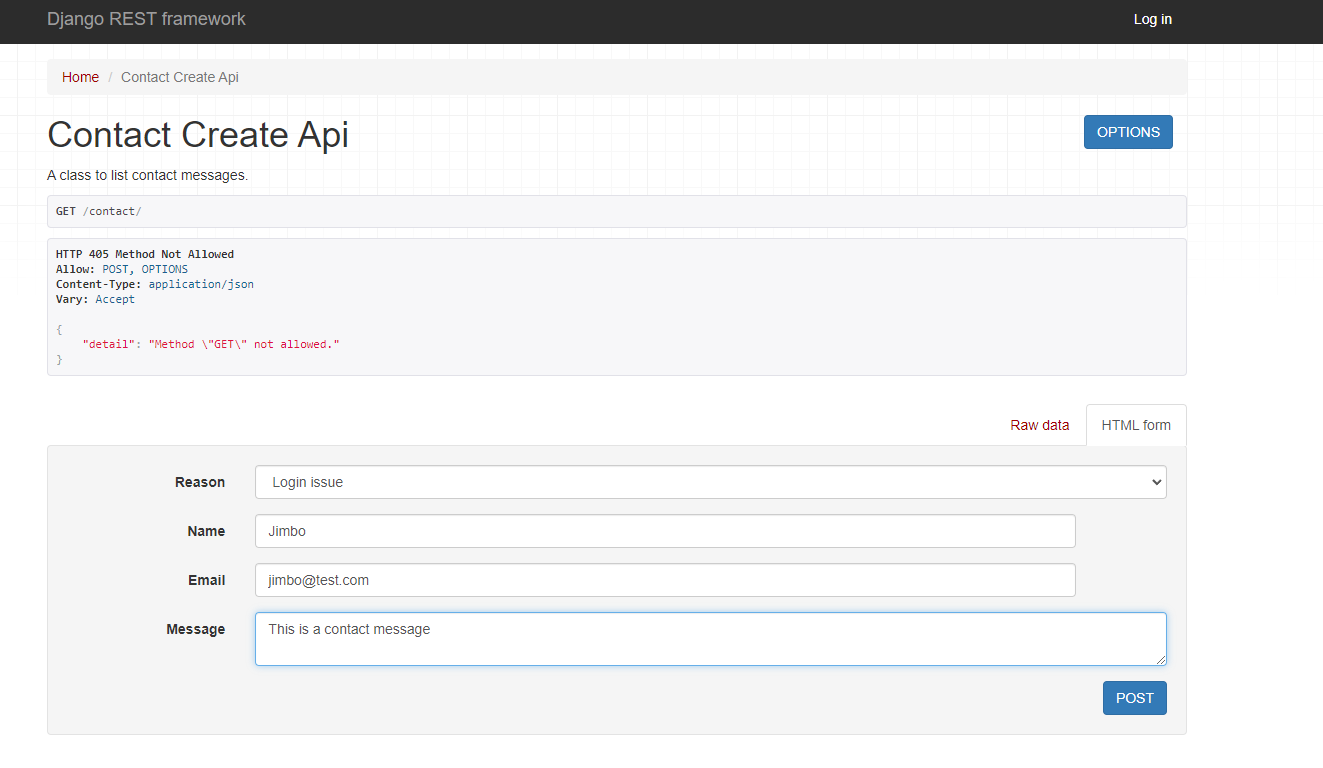 Django REST framework Log in
Home / Contact Create Api
Contact Create Api OPTIONS
A class to list contact messages.
GET /contact/
HTTP 405 Method Not Allowed
Allow: POST, OPTIONS
Content-Type: application/json
Vary: Accept
{
    "detail": "Method \"GET\" not allowed."
}
Raw data HTML form
Reason Login issue
Name Jimbo
Email jimbo@test.com
Message This is a contact message
POST